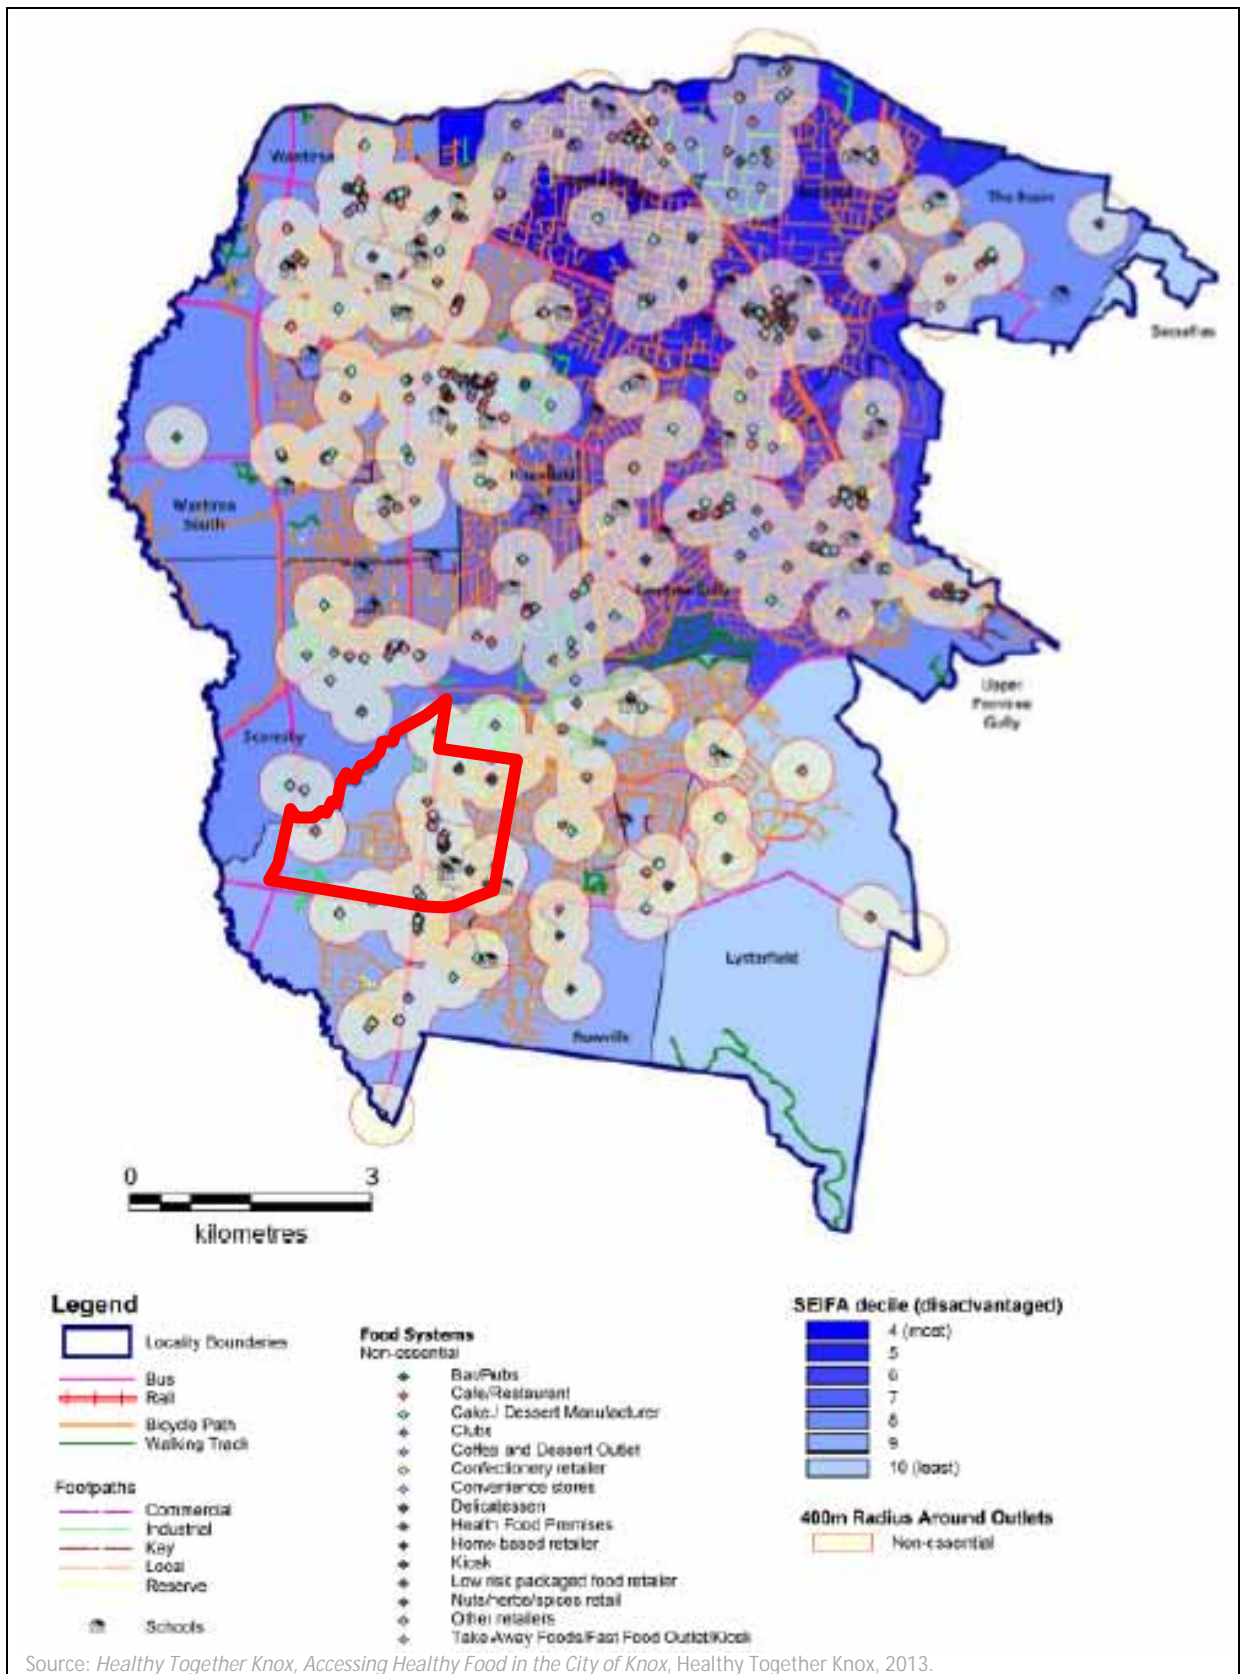 Wantirna
The Basin
Sassafras
Knoxfield
Wantirna
South
Ferntree Gully
Upper
Ferntree
Gully
Scoresby
Lysterfield
Rowville
0 3
kilometres
Legend
Locality Boundaries
Bus
Rail
Bicycle Path
Walking Track
Footpaths
Commercial
Industrial
Key
Local
Reserve
Schools
Food Systems
Non-essential
Bar/Pubs
Cafe/Restaurant
Cake / Dessert Manufacturer
Clubs
Coffee and Dessert Outlet
Confectionery retailer
Convenience stores
Delicatessen
Health Food Premises
Home based retailer
Kiosk
Low risk packaged food retailer
Nuts/herbs/spices retail
Other retailers
Take Away Foods/Fast Food Outlet/Kiosk
SEIFA decile (disadvantaged)
4 (most)
5
6
7
8
9
10 (least)
400m Radius Around Outlets
Non-essential
Source: Healthy Together Knox, Accessing Healthy Food in the City of Knox, Healthy Together Knox, 2013.